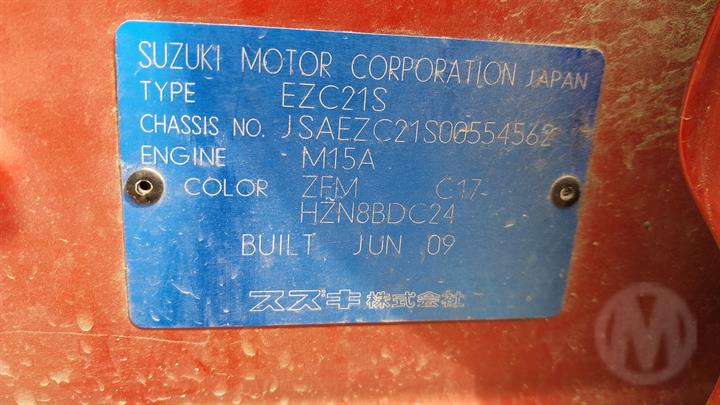 SUZUKI MOTOR CORPORATION JAPAN
TYPE EZC21S
CHASSIS NO. JSAEZC21S00554562
ENGINE M15A
COLOR ZFM C17
HZN8BDC24
BUILT JUN 09
スズキ株式会社
M